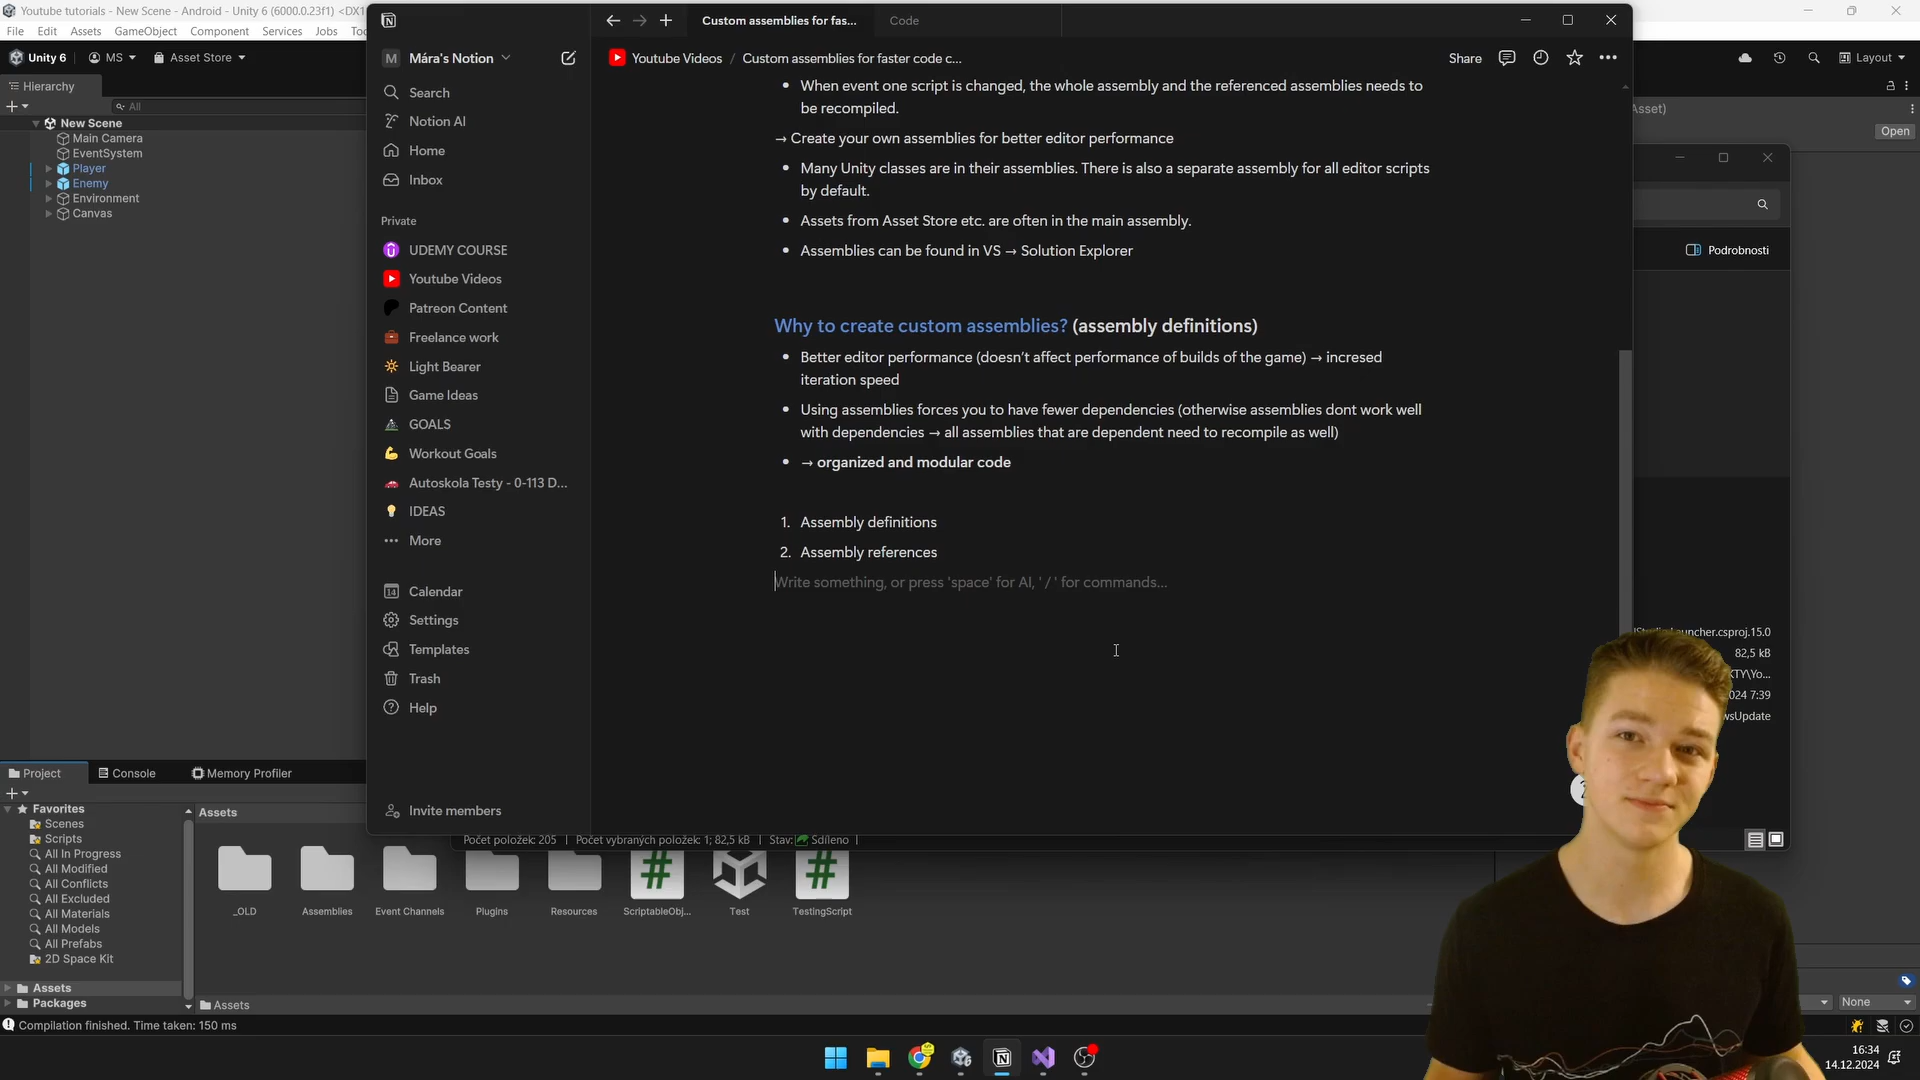 Youtube tutorials - New Scene - Android - Unity 6 (6000.0.23f1) <DX1
File Edit Assets GameObject Component Services Jobs
Unity 6 MS Asset Store
Layout
Hierarchy
All
New Scene
Main Camera
EventSystem
Player
Enemy
Environment
Canvas
Custom assemblies for fas...
Code
M Mára's Notion
Youtube Videos / Custom assemblies for faster code c...
Share
Search
Notion AI
Home
Inbox
Private
UDEMY COURSE
Youtube Videos
Patreon Content
Freelance work
Light Bearer
Game Ideas
GOALS
Workout Goals
Autoskola Testy - 0-113 D...
IDEAS
More
14 Calendar
Settings
Templates
Trash
Help
Invite members
• When event one script is changed, the whole assembly and the referenced assemblies needs to
be recompiled.
→ Create your own assemblies for better editor performance
• Many Unity classes are in their assemblies. There is also a separate assembly for all editor scripts
by default.
• Assets from Asset Store etc. are often in the main assembly.
• Assemblies can be found in VS → Solution Explorer
Why to create custom assemblies? (assembly definitions)
• Better editor performance (doesn't affect performance of builds of the game) → incresed
iteration speed
• Using assemblies forces you to have fewer dependencies (otherwise assemblies dont work well
with dependencies → all assemblies that are dependent need to recompile as well)
• → organized and modular code
1. Assembly definitions
2. Assembly references
Write something, or press 'space' for AI, '/' for commands...
Asset)
Open
Podrobnosti
uncher.csproj.15.0
82,5 kB
024 7:39
wsUpdate
Počet položek: 205 | Počet vybraných položek: 1; 82,5 kB | Stav: Sdíleno |
Project Console Memory Profiler
Favorites
Scenes
Scripts
All In Progress
All Modified
All Conflicts
All Excluded
All Materials
All Models
All Prefabs
2D Space Kit
Assets
Packages
Assets
_OLD
Assemblies
Event Channels
Plugins
Resources
ScriptableObj...
Test
TestingScript
Assets
None
Compilation finished. Time taken: 150 ms
16:34
14.12.2024